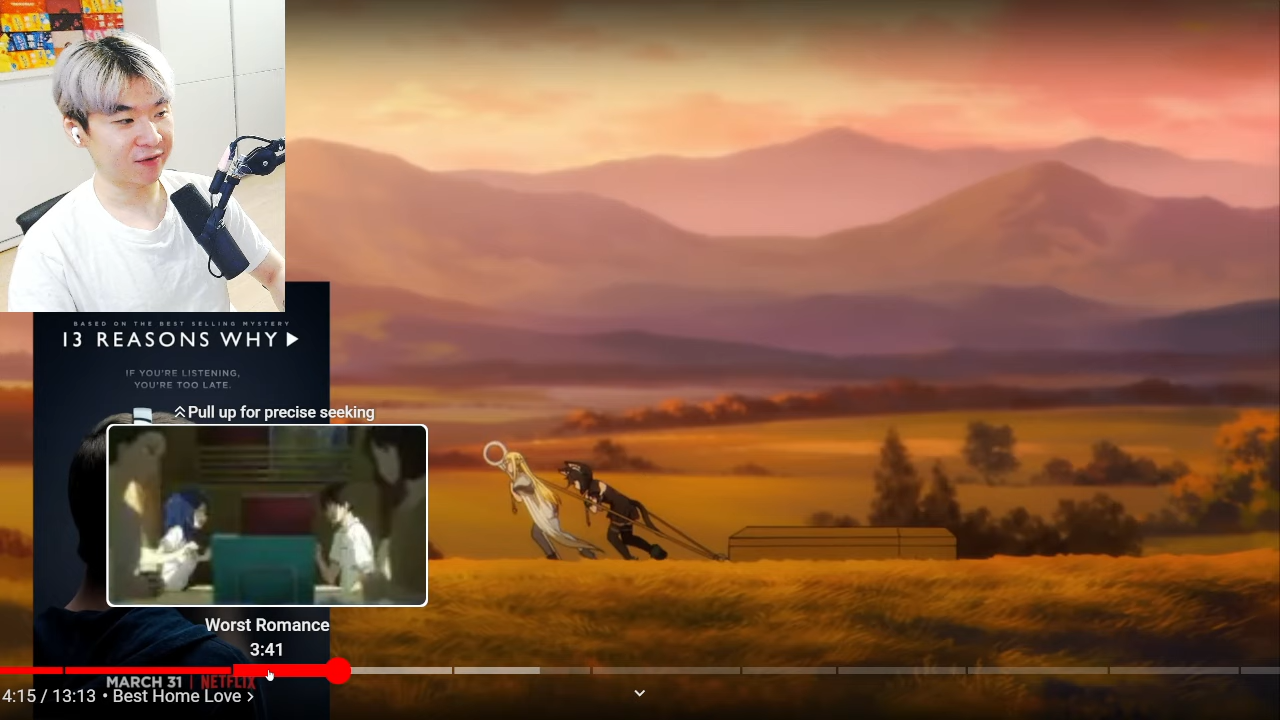 BASED ON THE BEST SELLING MYSTERY
13 REASONS WHY
IF YOU'RE LISTENING,
YOU'RE TOO LATE.
Pull up for precise seeking
Worst Romance
3:41
MARCH 31 | NETFLIX
4:15 / 13:13 • Best Home Love >